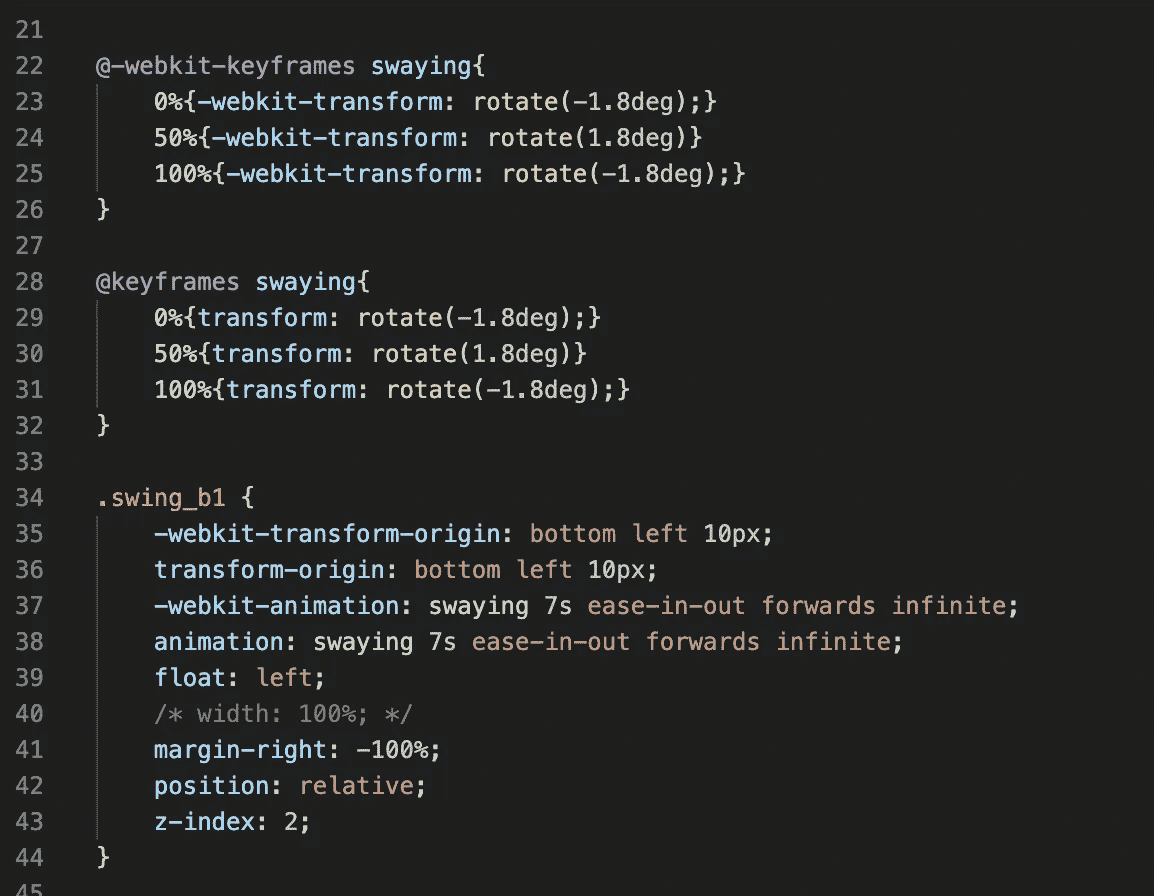 21
22 @-webkit-keyframes swaying{
23 0%{-webkit-transform: rotate(-1.8deg);}
24 50%{-webkit-transform: rotate(1.8deg)}
25 100%{-webkit-transform: rotate(-1.8deg);}
26 }
27
28 @keyframes swaying{
29 0%{transform: rotate(-1.8deg);}
30 50%{transform: rotate(1.8deg)}
31 100%{transform: rotate(-1.8deg);}
32 }
33
34 .swing_b1 {
35 -webkit-transform-origin: bottom left 10px;
36 transform-origin: bottom left 10px;
37 -webkit-animation: swaying 7s ease-in-out forwards infinite;
38 animation: swaying 7s ease-in-out forwards infinite;
39 float: left;
40 /* width: 100%; */
41 margin-right: -100%;
42 position: relative;
43 z-index: 2;
44 }
45